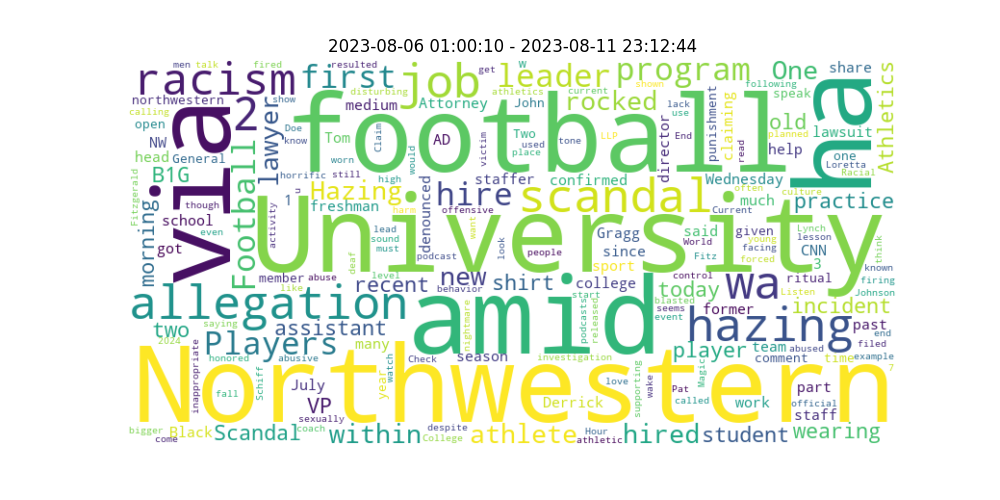 2023-08-06 01:00:10 - 2023-08-11 23:12:44
men talk fired resulted get w shown following share
racism first job leader program One
disturbing athletics current speak
northwestern 2 medium Attorney John rocked punishment claiming old Athletics
calling show lack use planned
open lawyer Doe know Tom Claim AD victim Two used place tone LLP End director read help lawsuit
NW via football ha
head General worn would one Loretta Racial
B1G horrific still high staffer confirmed Wednesday often culture
though Hazing hire scandal much practice
Fitzgerald morning school u 1 freshman harm denounced offensive Current
even activity want look people said given young Lynch lesson think
got Football University Gragg since World Fitz facing forced CNN
lead sound must podcast deaf sport 3 known
member abuse level new college control today wa ritual firing
like recent behavior shirt start seems former Listen Johnson
allegation amid blasted event hazing incident
two saying assistant nightmare podcasts released past end
2024 Players many filed
honored abusive Check season investigation player team abused time example
inappropriate Schiff watch year love supporting wake Pat Magic comment 7
fall July Northwestern called work part
VP Derrick official staff
sexually
bigger Black Scandal coach within despite athlete Hour hired student wearing
come College athletic